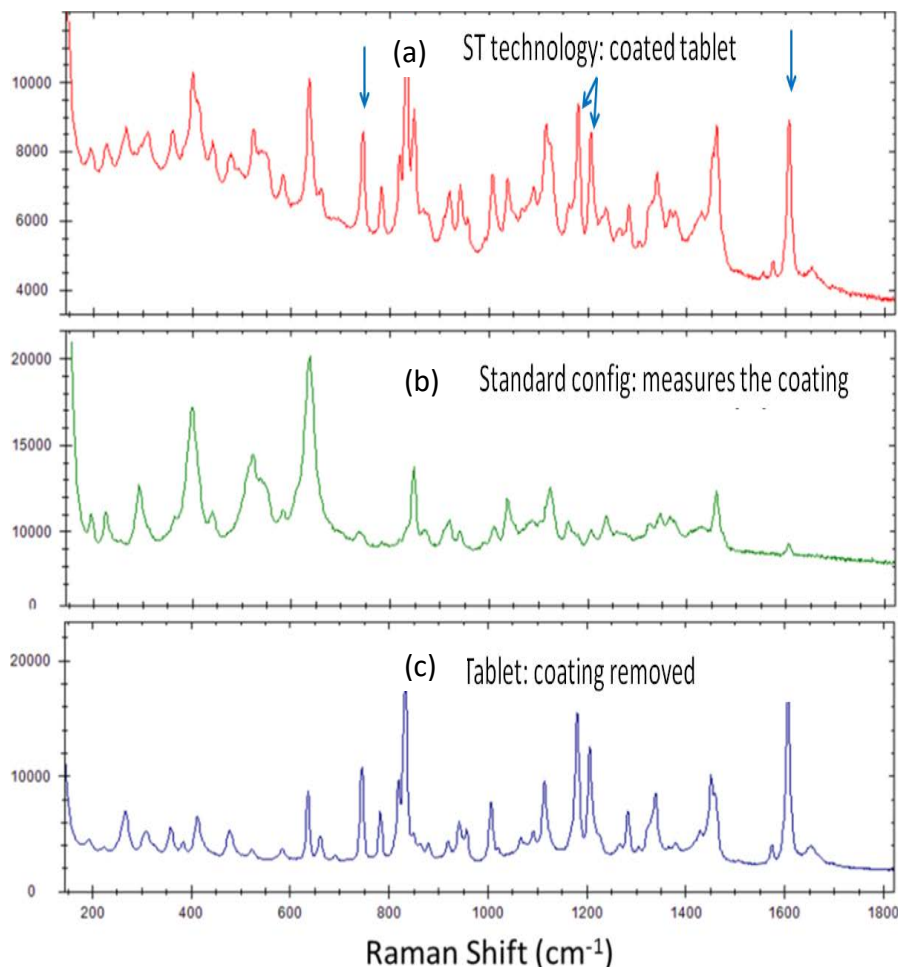 (a) ST technology: coated tablet
10000
8000
6000
4000
(b) Standard config: measures the coating
20000
15000
10000
0
(c) Tablet: coating removed
20000
10000
0
200 400 600 800 1000 1200 1400 1600 1800
Raman Shift (cm⁻¹)